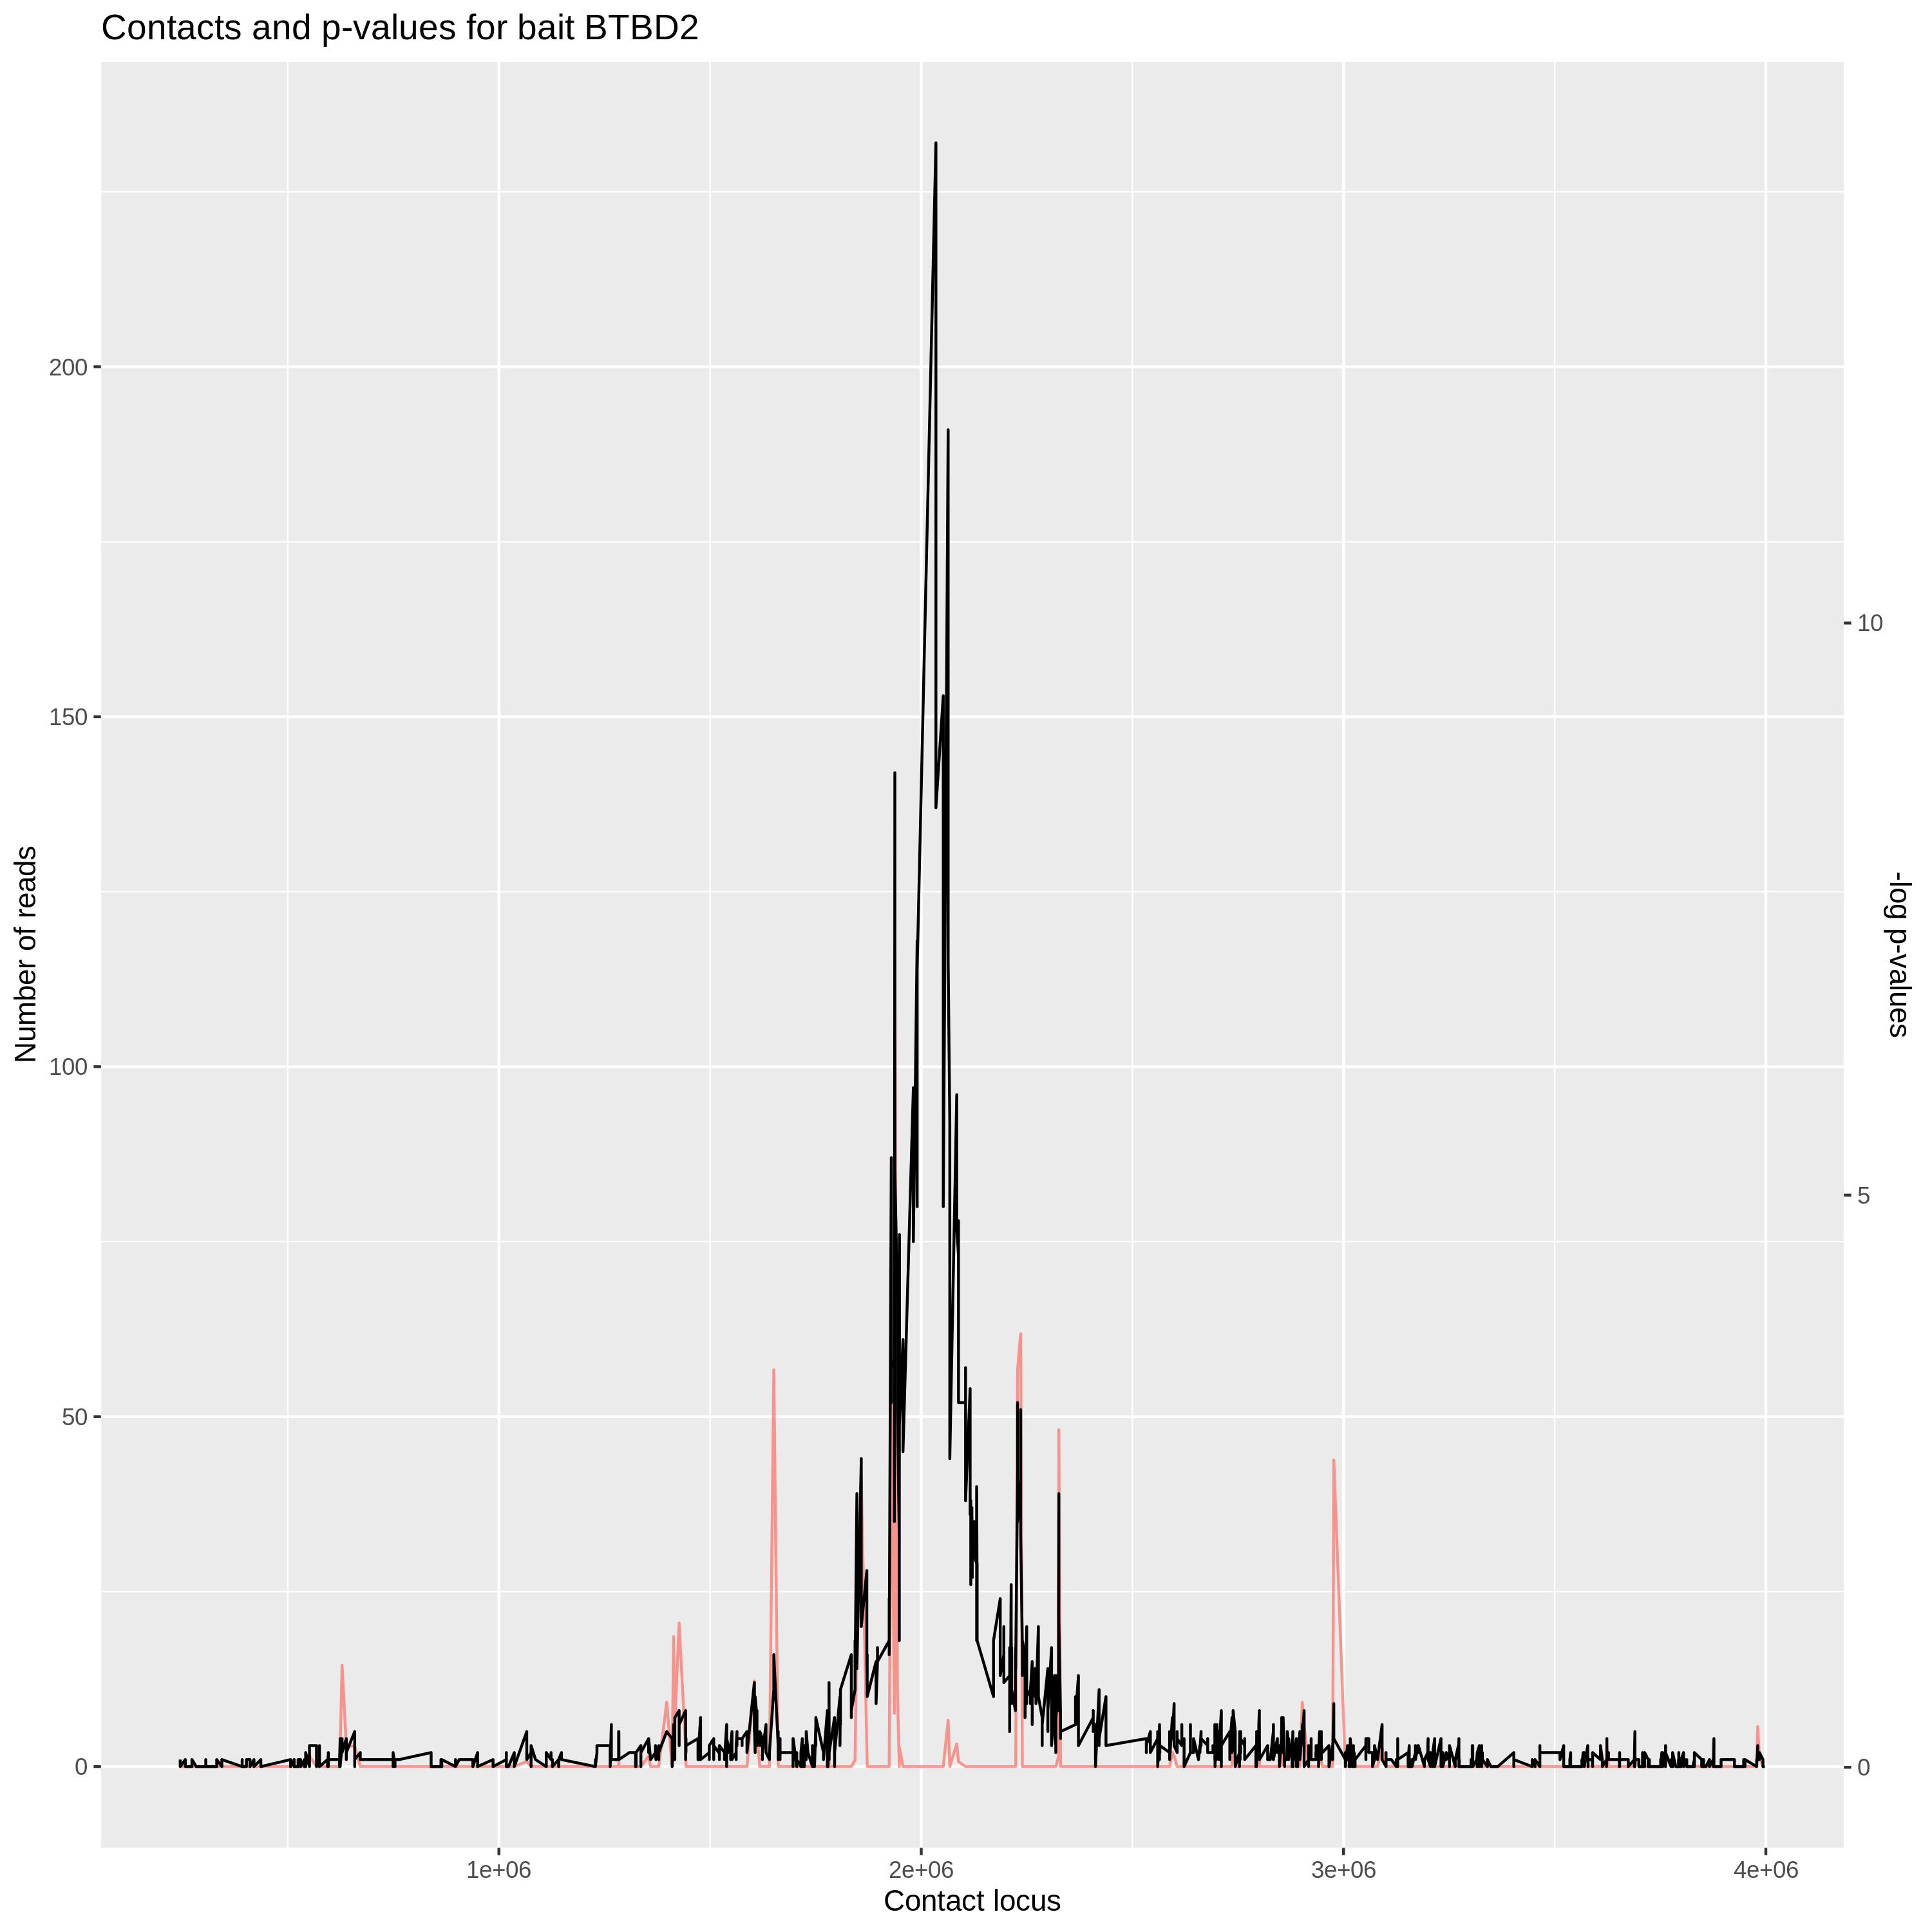 Contacts and p-values for bait BTBD2
Number of reads
200
150
100
50
0
-log p-values
10
5
0
1e+06
2e+06
3e+06
4e+06
Contact locus